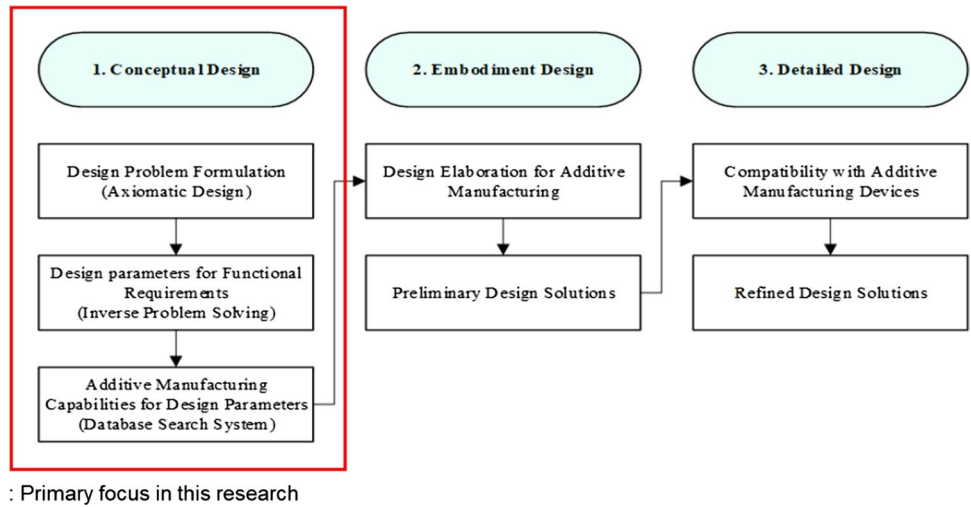 1. Conceptual Design
Design Problem Formulation
(Axiomatic Design)
Design parameters for Functional
Requirements
(Inverse Problem Solving)
Additive Manufacturing
Capabilities for Design Parameters
(Database Search System)
2. Embodiment Design
Design Elaboration for Additive
Manufacturing
Preliminary Design Solutions
3. Detailed Design
Compatibility with Additive
Manufacturing Devices
Refined Design Solutions
: Primary focus in this research